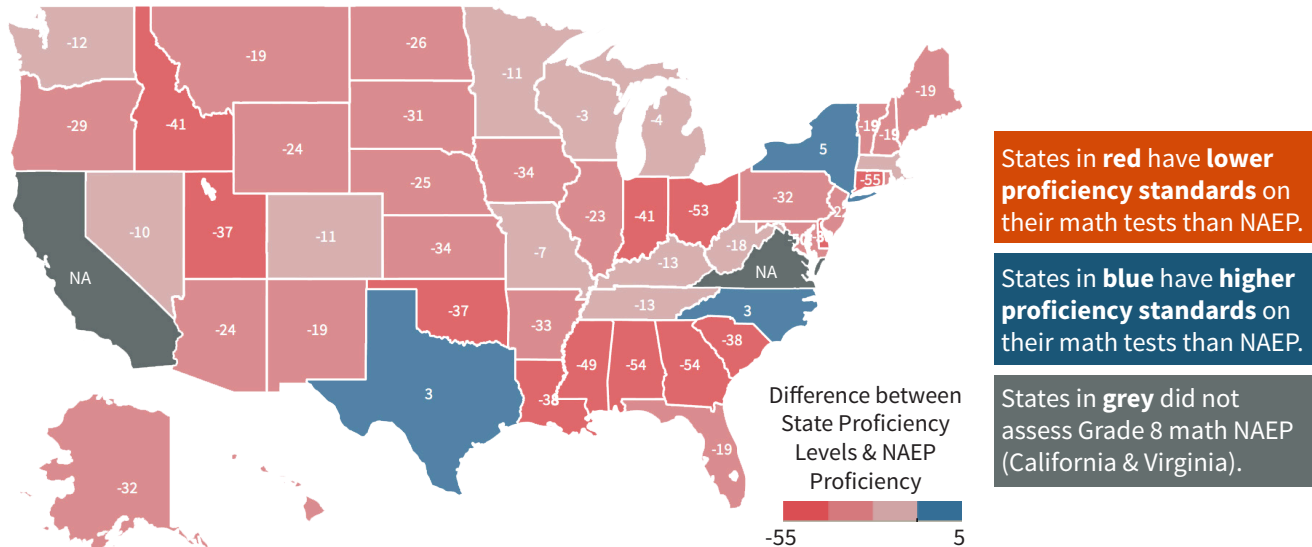 -12
-19
-26
-11
-3
-4
-19
-29
-41
-24
-31
-34
5
-19
-19
-55
-25
-23
-41
-53
-32
NA
-10
-37
-11
-34
-7
-13
-18
NA
-24
-19
-37
-33
-13
3
3
-38
-49
-54
-54
-38
-19
-32
States in red have lower
proficiency standards on
their math tests than NAEP.
States in blue have higher
proficiency standards on
their math tests than NAEP.
States in grey did not
assess Grade 8 math NAEP
(California & Virginia).
Difference between
State Proficiency
Levels & NAEP
Proficiency
-55
5